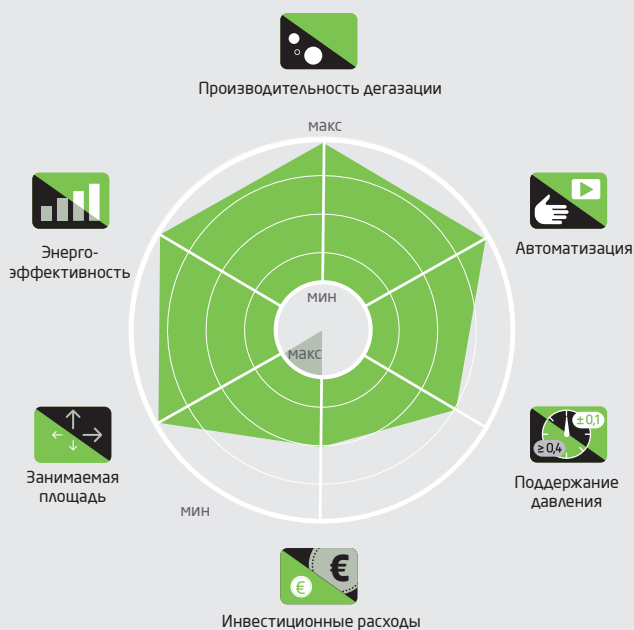 Производительность дегазации
макс
Энерго-
эффективность
Автоматизация
мин
макс
± 0,1
≥ 0,4
Занимаемая
площадь
Поддержание
давления
мин
€
€
Инвестиционные расходы